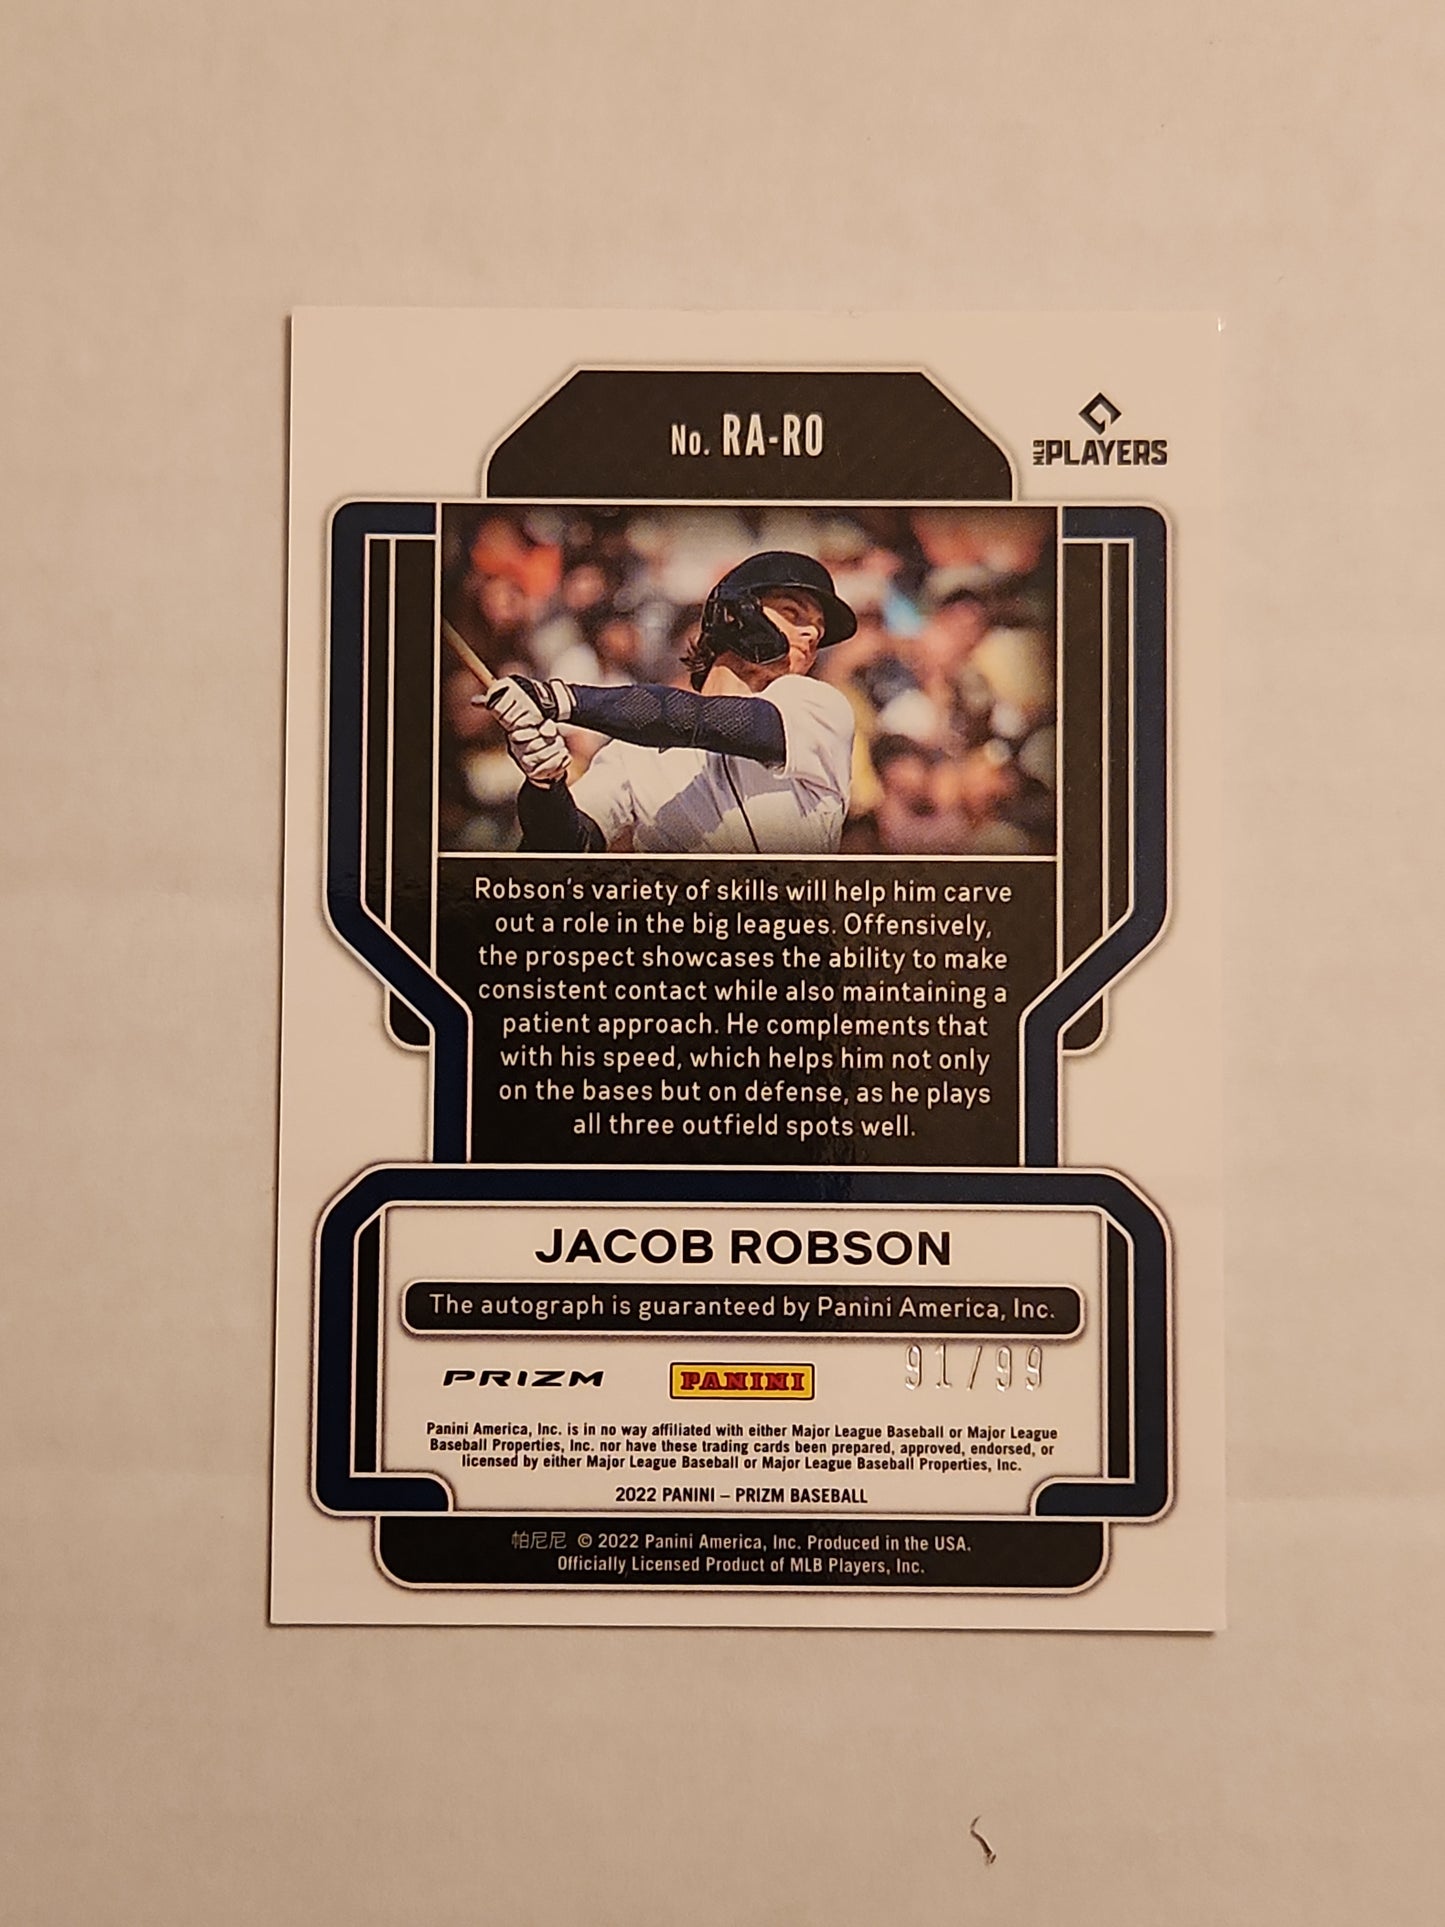 No. RA-RO
MLB PLAYERS
Robson's variety of skills will help him carve
out a role in the big leagues. Offensively,
the prospect showcases the ability to make
consistent contact while also maintaining a
patient approach. He complements that
with his speed, which helps him not only
on the bases but on defense, as he plays
all three outfield spots well.
JACOB ROBSON
The autograph is guaranteed by Panini America, Inc.
PRIZM PANINI 91/99
Panini America, Inc. is in no way affiliated with either Major League Baseball or Major League
Baseball Properties, Inc. nor have these trading cards been prepared, approved, endorsed, or
licensed by either Major League Baseball or Major League Baseball Properties, Inc.
2022 PANINI – PRIZM BASEBALL
帕尼尼 © 2022 Panini America, Inc. Produced in the USA.
Officially Licensed Product of MLB Players, Inc.